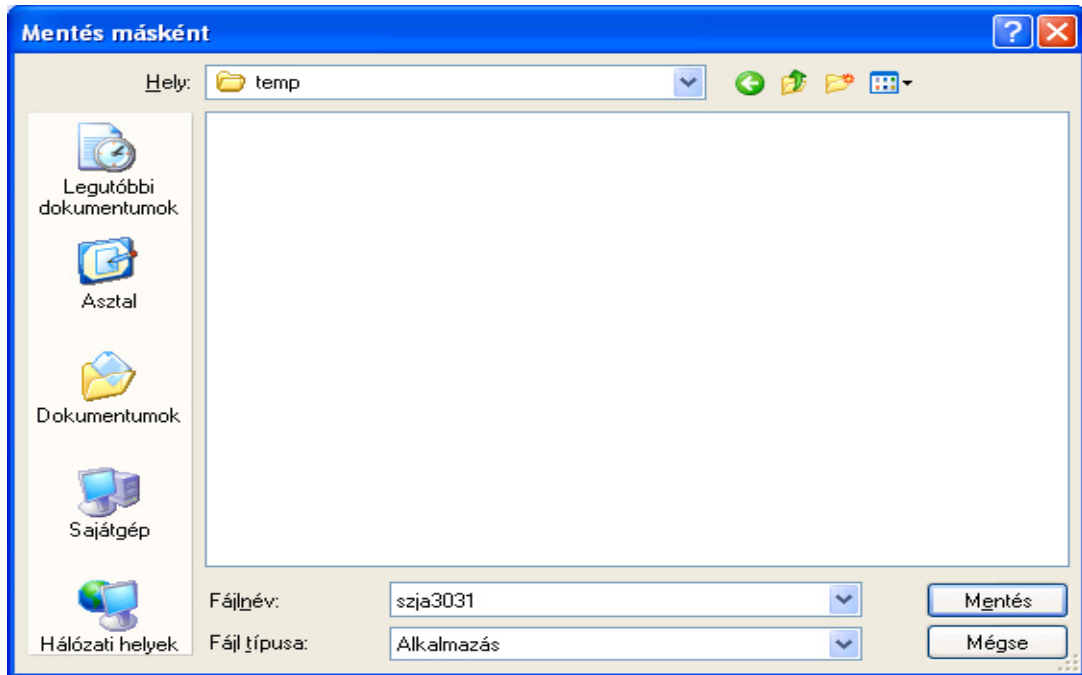 Mentés másként
Hely:
temp
Legutóbbi
dokumentumok
Asztal
Dokumentumok
Sajátgép
Hálózati helyek
Fájlnév:
szja3031
Mentés
Fájl típusa:
Alkalmazás
Mégse